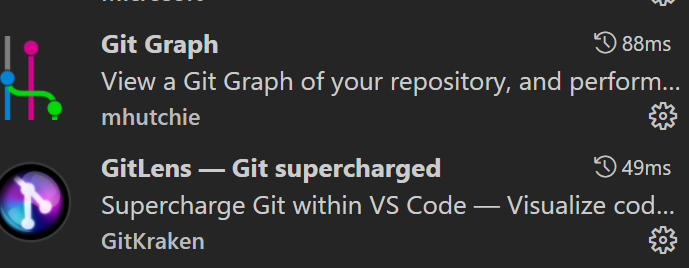 Git Graph
88ms
View a Git Graph of your repository, and perform...
mhutchie
GitLens — Git supercharged
49ms
Supercharge Git within VS Code — Visualize cod...
GitKraken